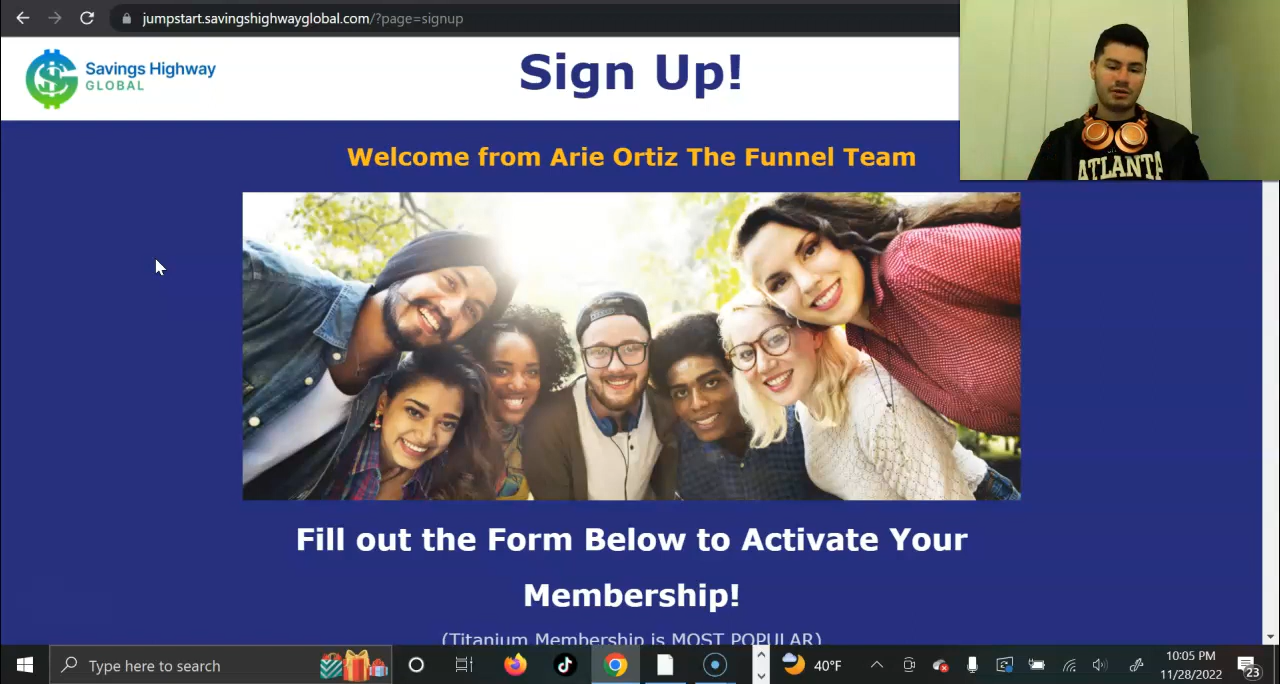 jumpstart.savingshighwayglobal.com/?page=signup
Savings Highway
GLOBAL
Sign Up!
Welcome from Arie Ortiz The Funnel Team
ATLANTA
Fill out the Form Below to Activate Your
Membership!
(Titanium Membership is MOST POPULAR)
Type here to search
40°F
10:05 PM
11/28/2022
23